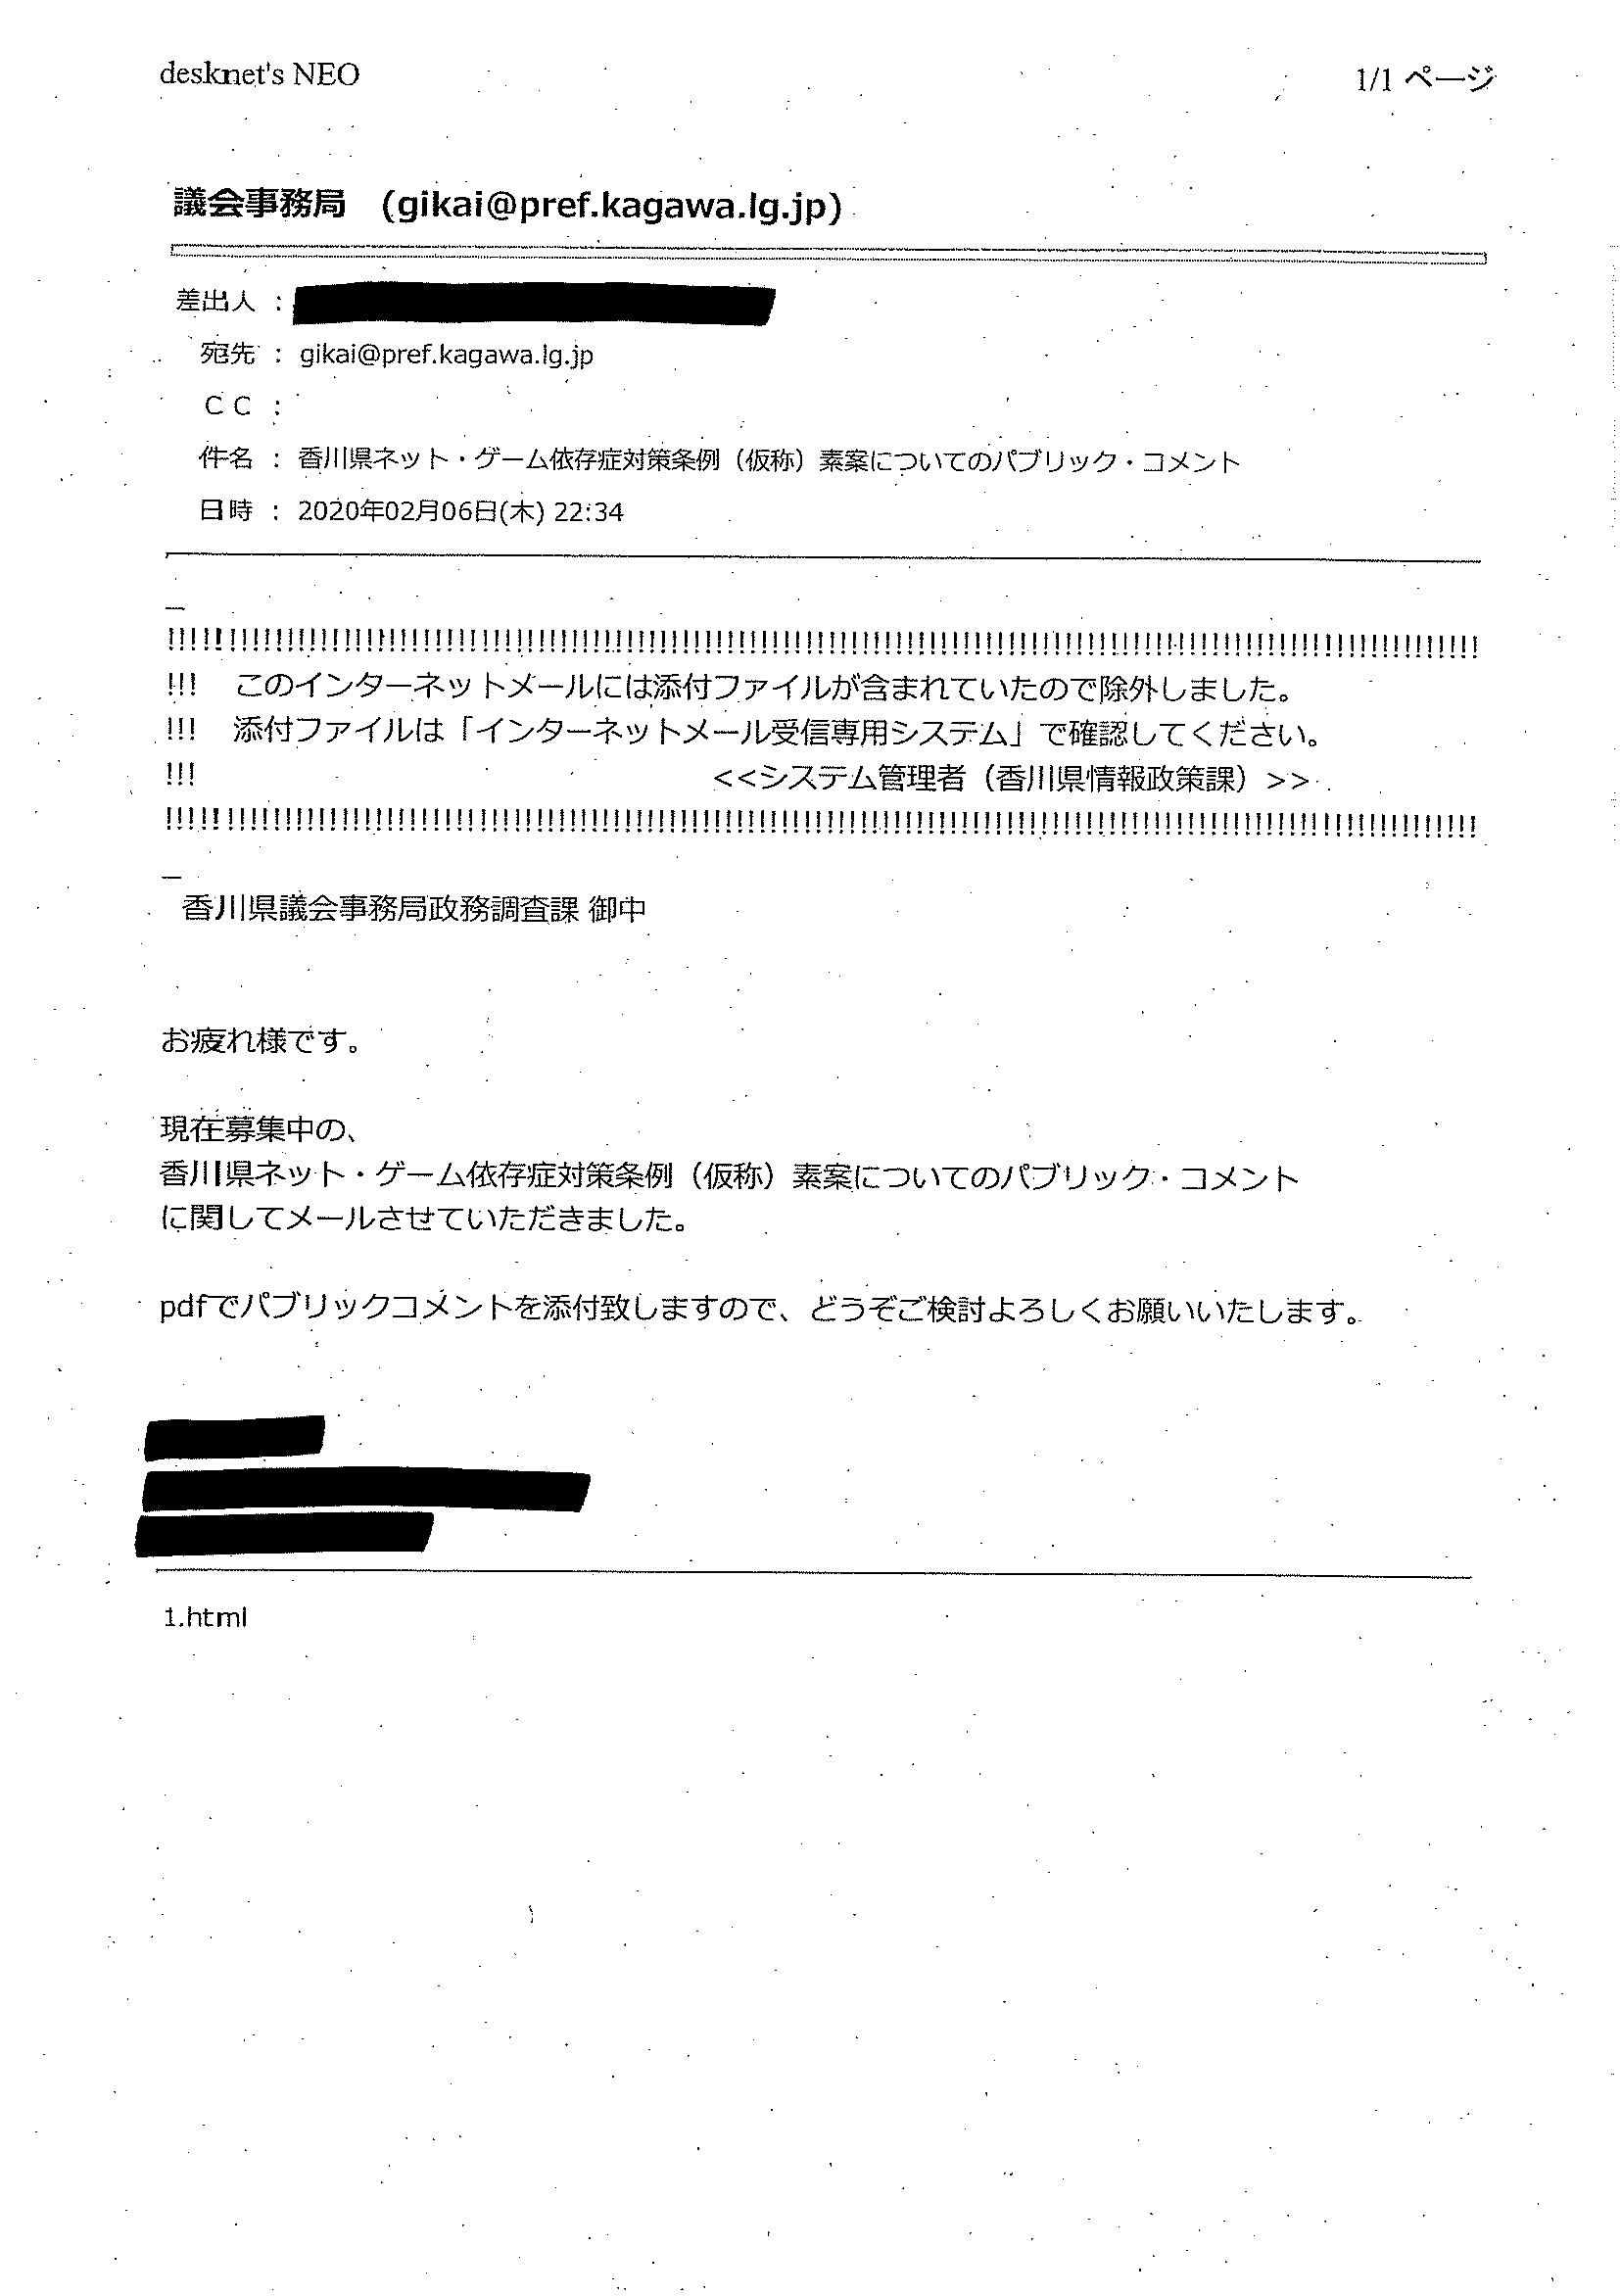 desknet's NEO
1/1 ページ
議会事務局　(gikai@pref.kagawa.lg.jp)
差出人 :
宛先 : gikai@pref.kagawa.lg.jp
ＣＣ :
件名 : 香川県ネット・ゲーム依存症対策条例（仮称）素案についてのパブリック・コメント
日時 : 2020年02月06日(木) 22:34
_
!!!!!!!!!!!!!!!!!!!!!!!!!!!!!!!!!!!!!!!!!!!!!!!!!!!!!!!!!!!!!!!!!!!!!!!!!!!!!!!!!!!!!!!!!!!!!!!!!!!!!!!!!!!!!!
!!!　このインターネットメールには添付ファイルが含まれていたので除外しました。
!!!　添付ファイルは「インターネットメール受信専用システム」で確認してください。
!!!　<<システム管理者（香川県情報政策課）>>
!!!!!!!!!!!!!!!!!!!!!!!!!!!!!!!!!!!!!!!!!!!!!!!!!!!!!!!!!!!!!!!!!!!!!!!!!!!!!!!!!!!!!!!!!!!!!!!!!!!!!!!!!!!!!!
_
香川県議会事務局政務調査課 御中
お疲れ様です。
現在募集中の、
香川県ネット・ゲーム依存症対策条例（仮称）素案についてのパブリック・コメント
に関してメールさせていただきました。
pdfでパブリックコメントを添付致しますので、どうぞご検討よろしくお願いいたします。
1.html